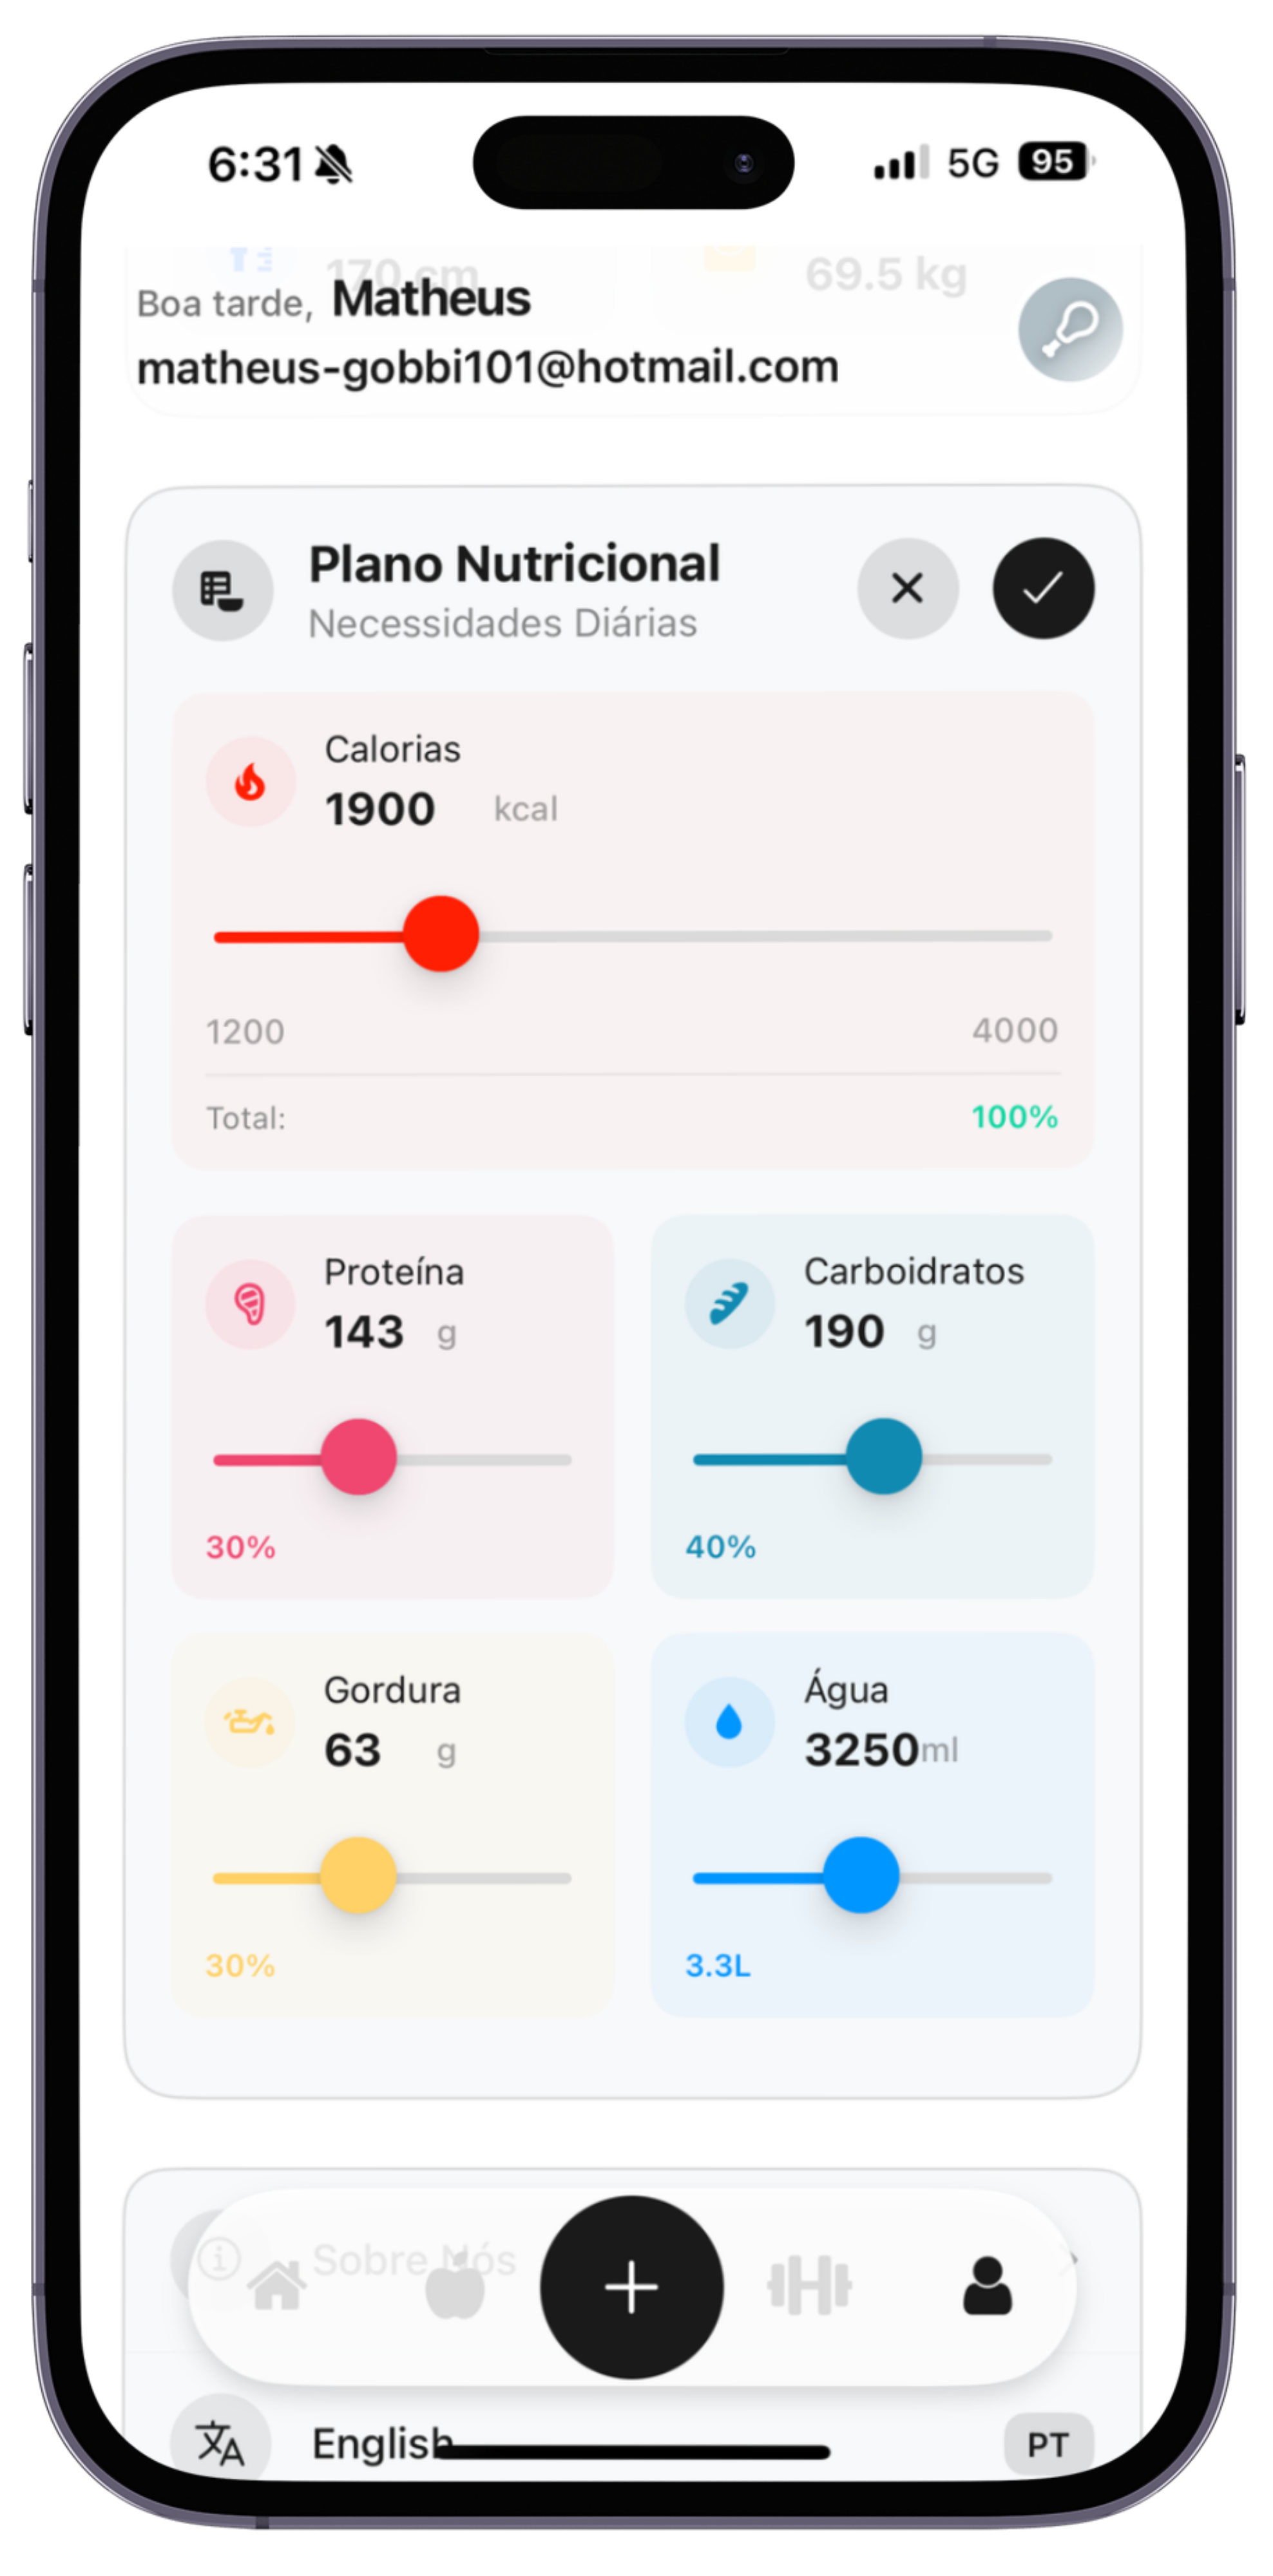 6:31 5G 95
170 cm 69.5 kg
Boa tarde, Matheus
matheus-gobbi101@hotmail.com
Plano Nutricional
Necessidades Diárias
Calorias
1900 kcal
1200 4000
Total: 100%
Proteína
143 g
30%
Carboidratos
190 g
40%
Gordura
63 g
30%
Água
3250ml
3.3L
Sobre Nós
English PT